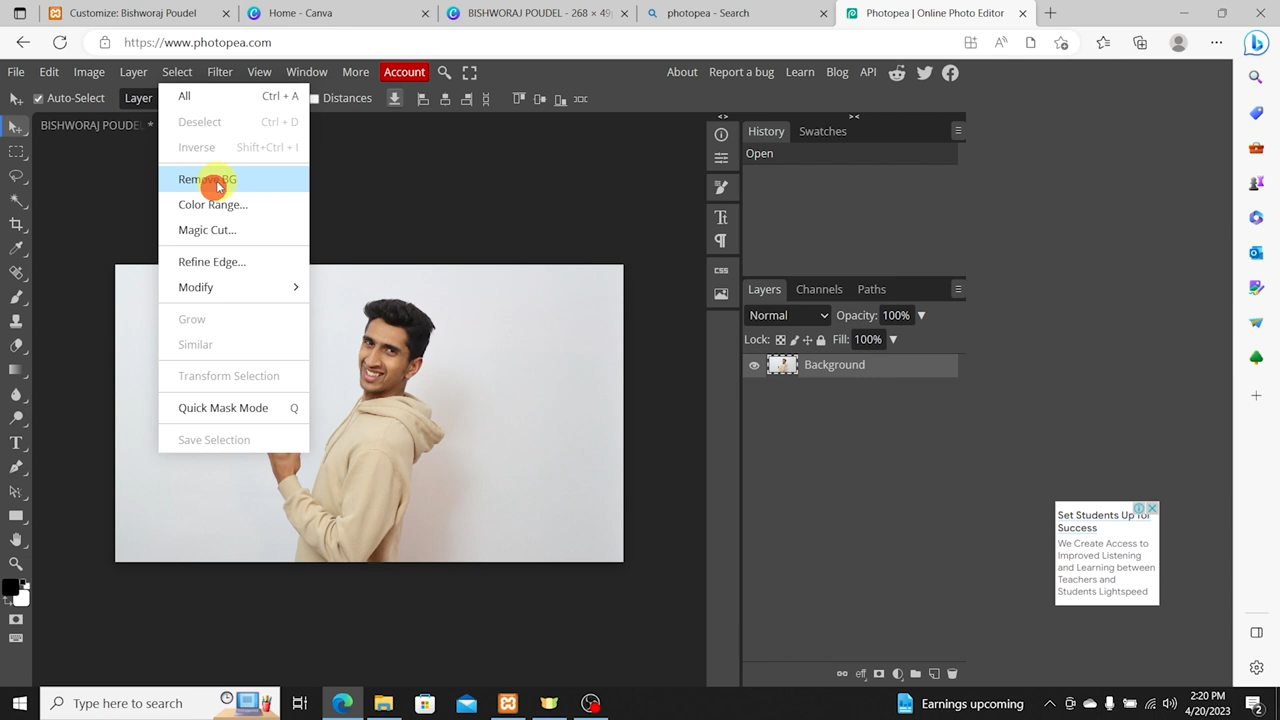 Customize: Bishworaj Poudel
Home - Canva
BISHWORAJ POUDEL - 268 × 49
photopea - Search
Photopea | Online Photo Editor
https://www.photopea.com
File Edit Image Layer Select Filter View Window More Account
About Report a bug Learn Blog API
Auto-Select Layer Distances
BISHWORAJ POUDE *
All Ctrl + A
Deselect Ctrl + D
Inverse Shift+Ctrl + I
Remove BG
Color Range...
Magic Cut...
Refine Edge...
Modify
Grow
Similar
Transform Selection
Quick Mask Mode Q
Save Selection
History Swatches
Open
CSS
Layers Channels Paths
Normal Opacity: 100%
Lock: Fill: 100%
Background
eff
Set Students Up for
Success
We Create Access to
Improved Listening
and Learning between
Teachers and
Students Lightspeed
Type here to search
Earnings upcoming
2:20 PM
4/20/2023
2